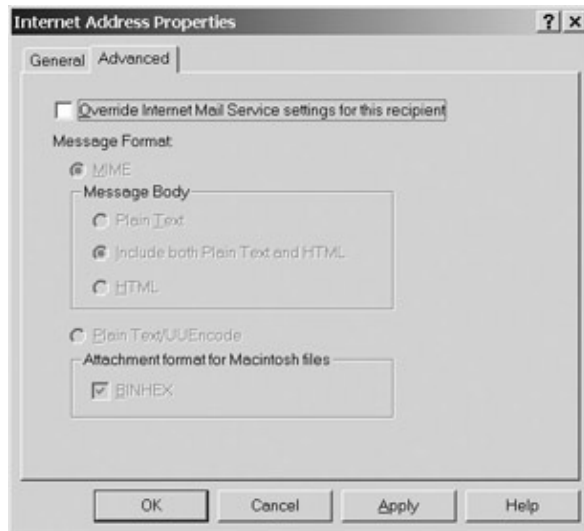 Internet Address Properties
General Advanced
Override Internet Mail Service settings for this recipient
Message Format:
MIME
Message Body
Plain Text
Include both Plain Text and HTML
HTML
Plain Text/UUEncode
Attachment format for Macintosh files
BINHEX
OK Cancel Apply Help